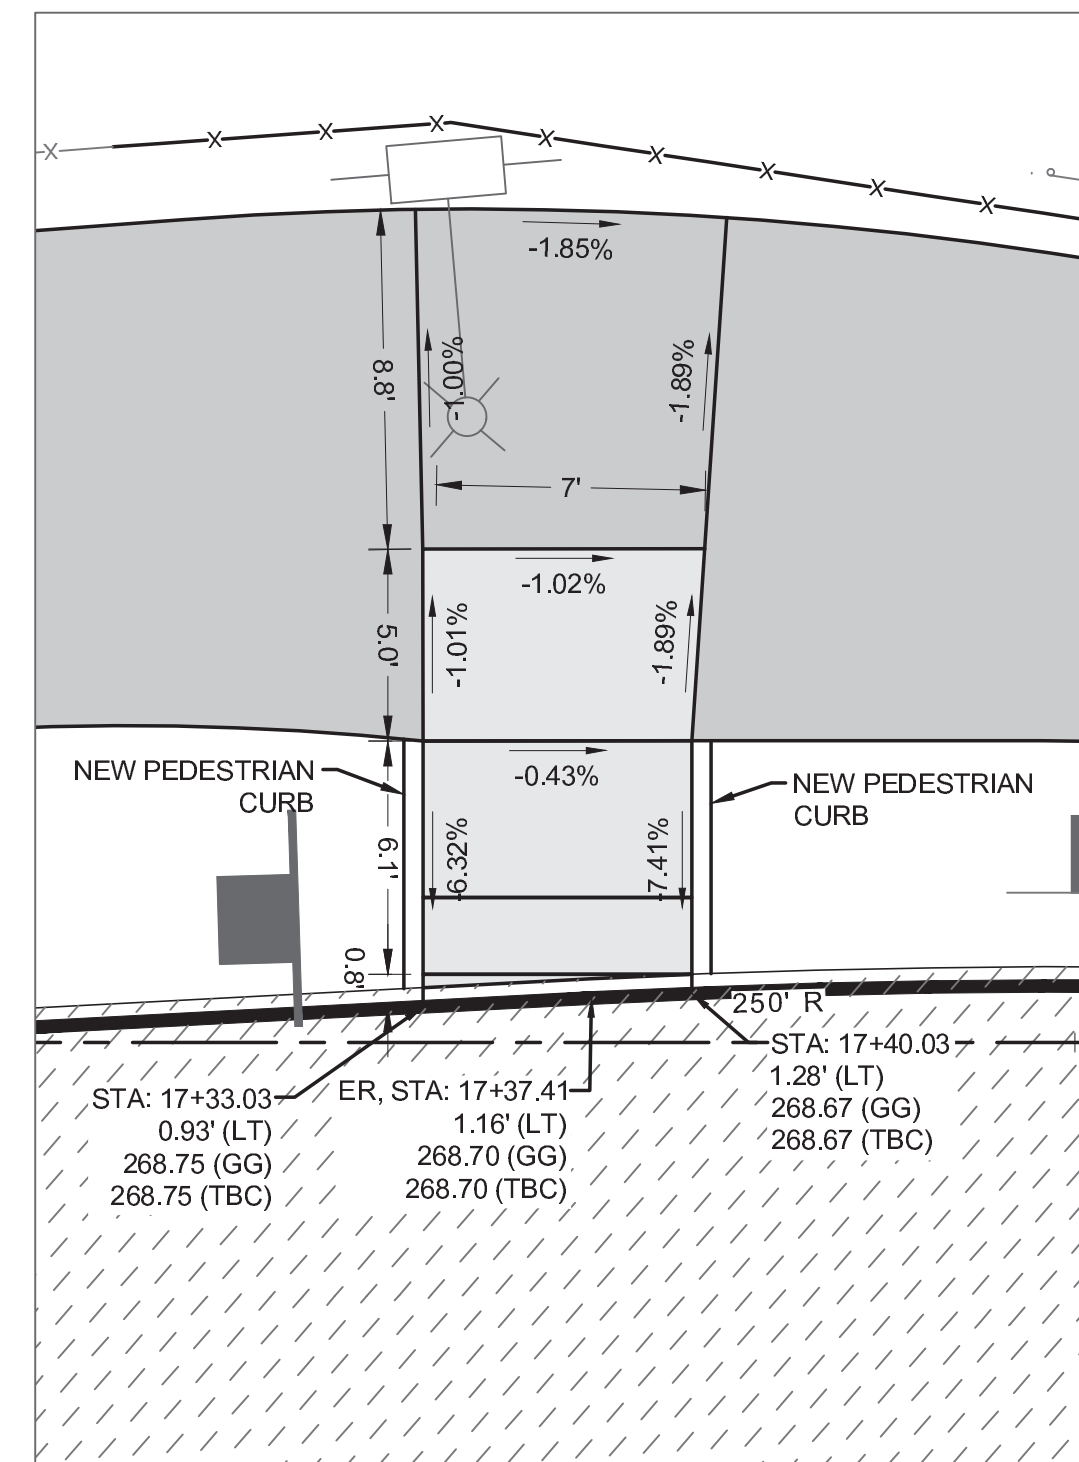 X X X X X X X X X
-1.85%
8.8'
-1.00%
-1.89%
7'
-1.02%
5.0'
-1.01%
-1.89%
NEW PEDESTRIAN
CURB
-0.43%
NEW PEDESTRIAN
CURB
6.1'
-6.32%
-7.41%
0.8'
250' R
STA: 17+33.03
0.93' (LT)
268.75 (GG)
268.75 (TBC)
ER, STA: 17+37.41
1.16' (LT)
268.70 (GG)
268.70 (TBC)
STA: 17+40.03
1.28' (LT)
268.67 (GG)
268.67 (TBC)